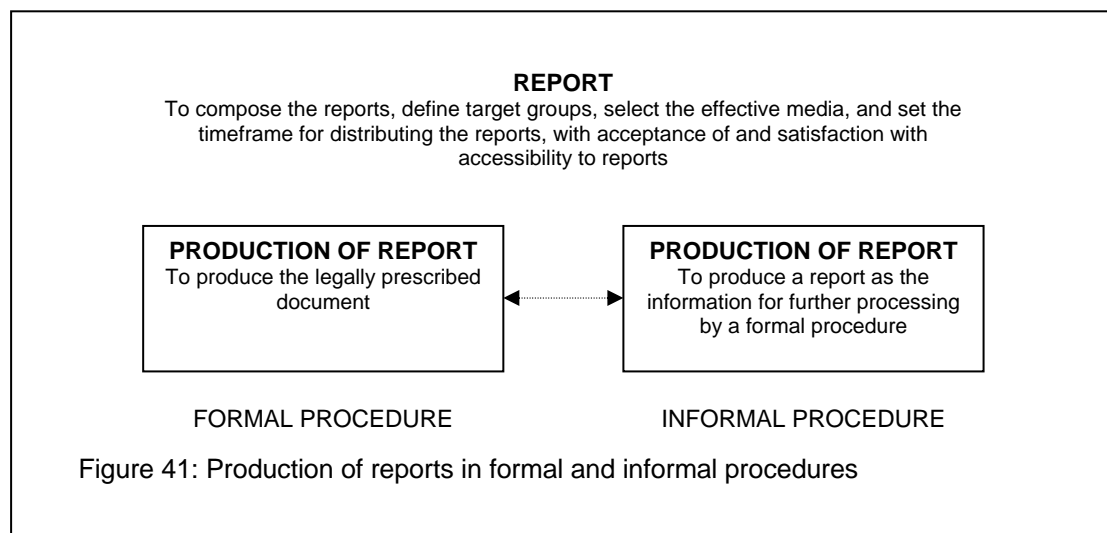 REPORT
To compose the reports, define target groups, select the effective media, and set the
timeframe for distributing the reports, with acceptance of and satisfaction with
accessibility to reports
PRODUCTION OF REPORT
To produce the legally prescribed
document
PRODUCTION OF REPORT
To produce a report as the
information for further processing
by a formal procedure
FORMAL PROCEDURE
INFORMAL PROCEDURE
Figure 41: Production of reports in formal and informal procedures